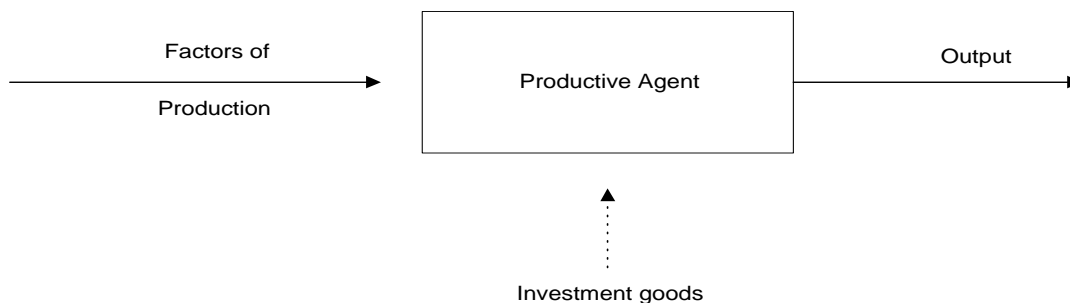 Factors of
Production
Productive Agent
Output
Investment goods